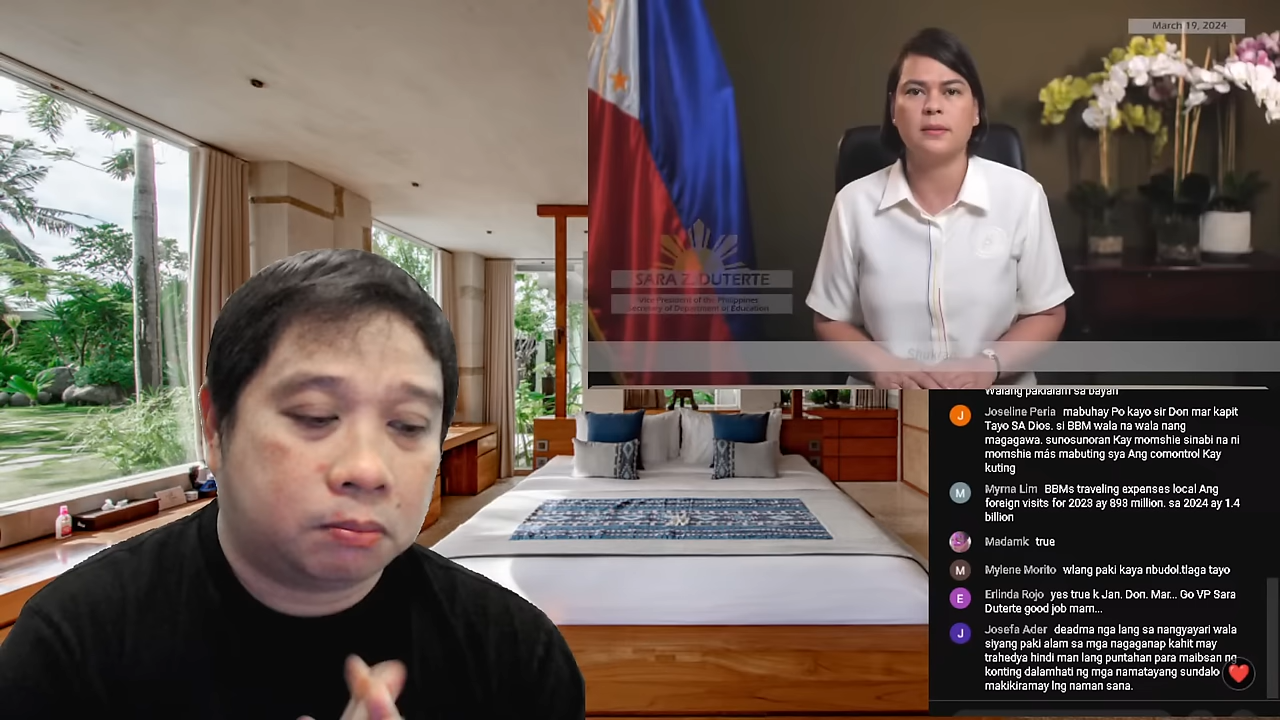 March 19, 2024
SARA Z. DUTERTE
Vice President of the Philippines
Secretary of Department of Education
walang pakialam sa bayan
J Joseline Peria mabuhay Po kayo sir Don mar kapit
Tayo SA Dios. si BBM wala na wala nang
magagawa. sunosunoran Kay momshie sinabi na ni
momshie más mabuting sya Ang comontrol Kay
kuting
M Myrna Lim BBMs traveling expenses local Ang
foreign visits for 2023 ay 893 million. sa 2024 ay 1.4
billion
Madamk true
M Mylene Morito wlang paki kaya nbudol.tlaga tayo
E Erlinda Rojo yes true k Jan. Don. Mar... Go VP Sara
Duterte good job mam...
J Josefa Ader deadma nga lang sa nangyayari wala
siyang paki alam sa mga nagaganap kahit may
trahedya hindi man lang puntahan para maibsan ng
konting dalamhati ng mga namatayang sundalo
makikiramay lng naman sana.